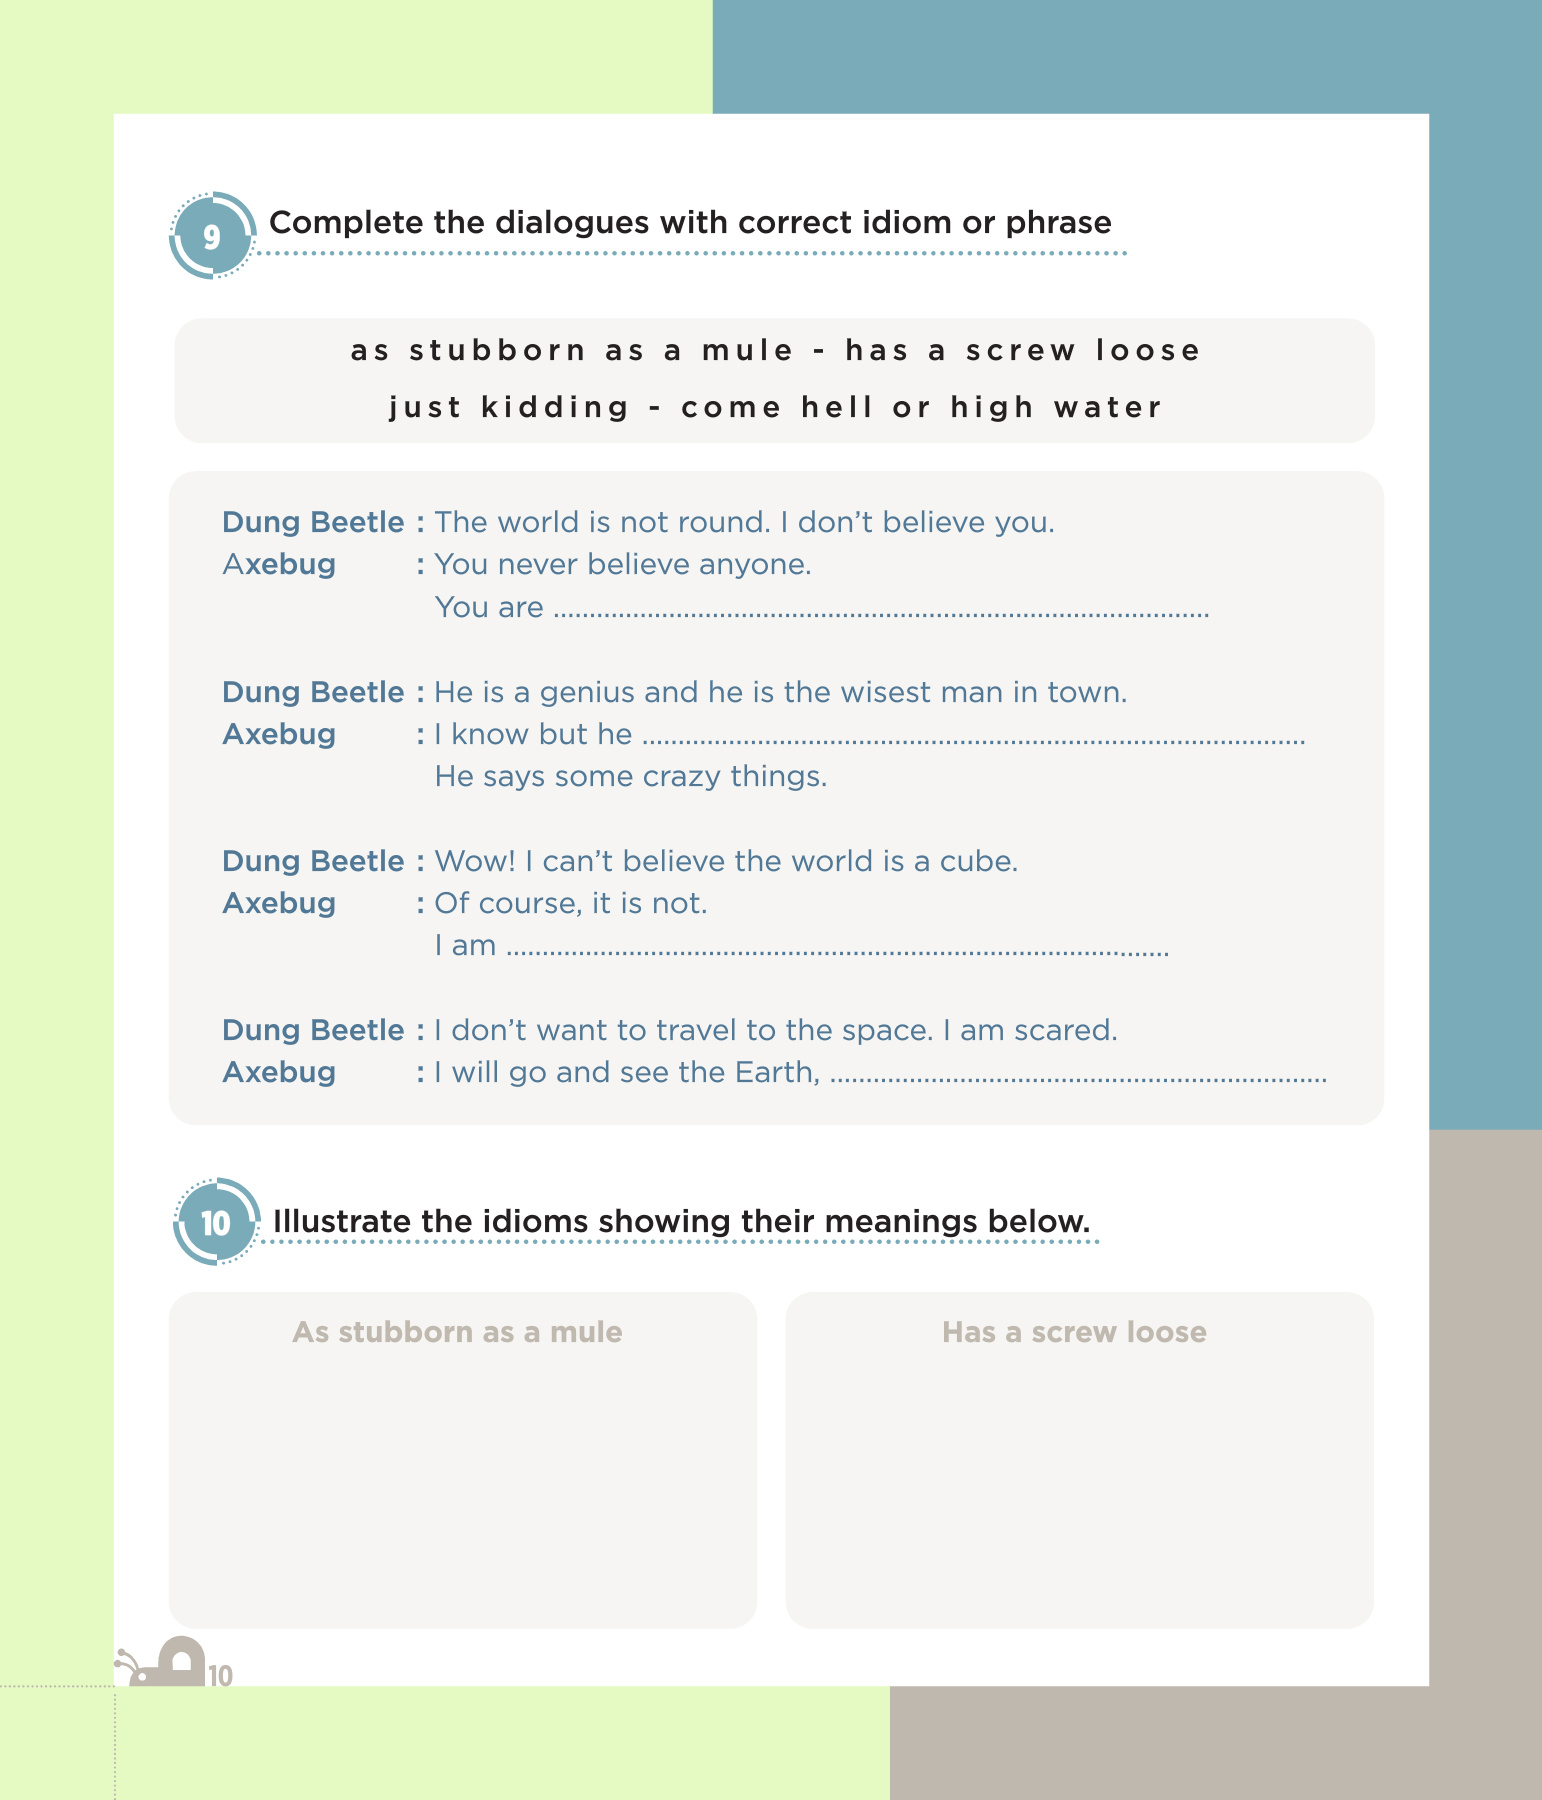 9
Complete the dialogues with correct idiom or phrase
as stubborn as a mule - has a screw loose
just kidding - come hell or high water
Dung Beetle : The world is not round. I don’t believe you.
Axebug : You never believe anyone.
You are ..........................................................................................
Dung Beetle : He is a genius and he is the wisest man in town.
Axebug : I know but he ...........................................................................................
He says some crazy things.
Dung Beetle : Wow! I can’t believe the world is a cube.
Axebug : Of course, it is not.
I am ...........................................................................................
Dung Beetle : I don’t want to travel to the space. I am scared.
Axebug : I will go and see the Earth, ....................................................................
10
Illustrate the idioms showing their meanings below.
As stubborn as a mule
Has a screw loose
10